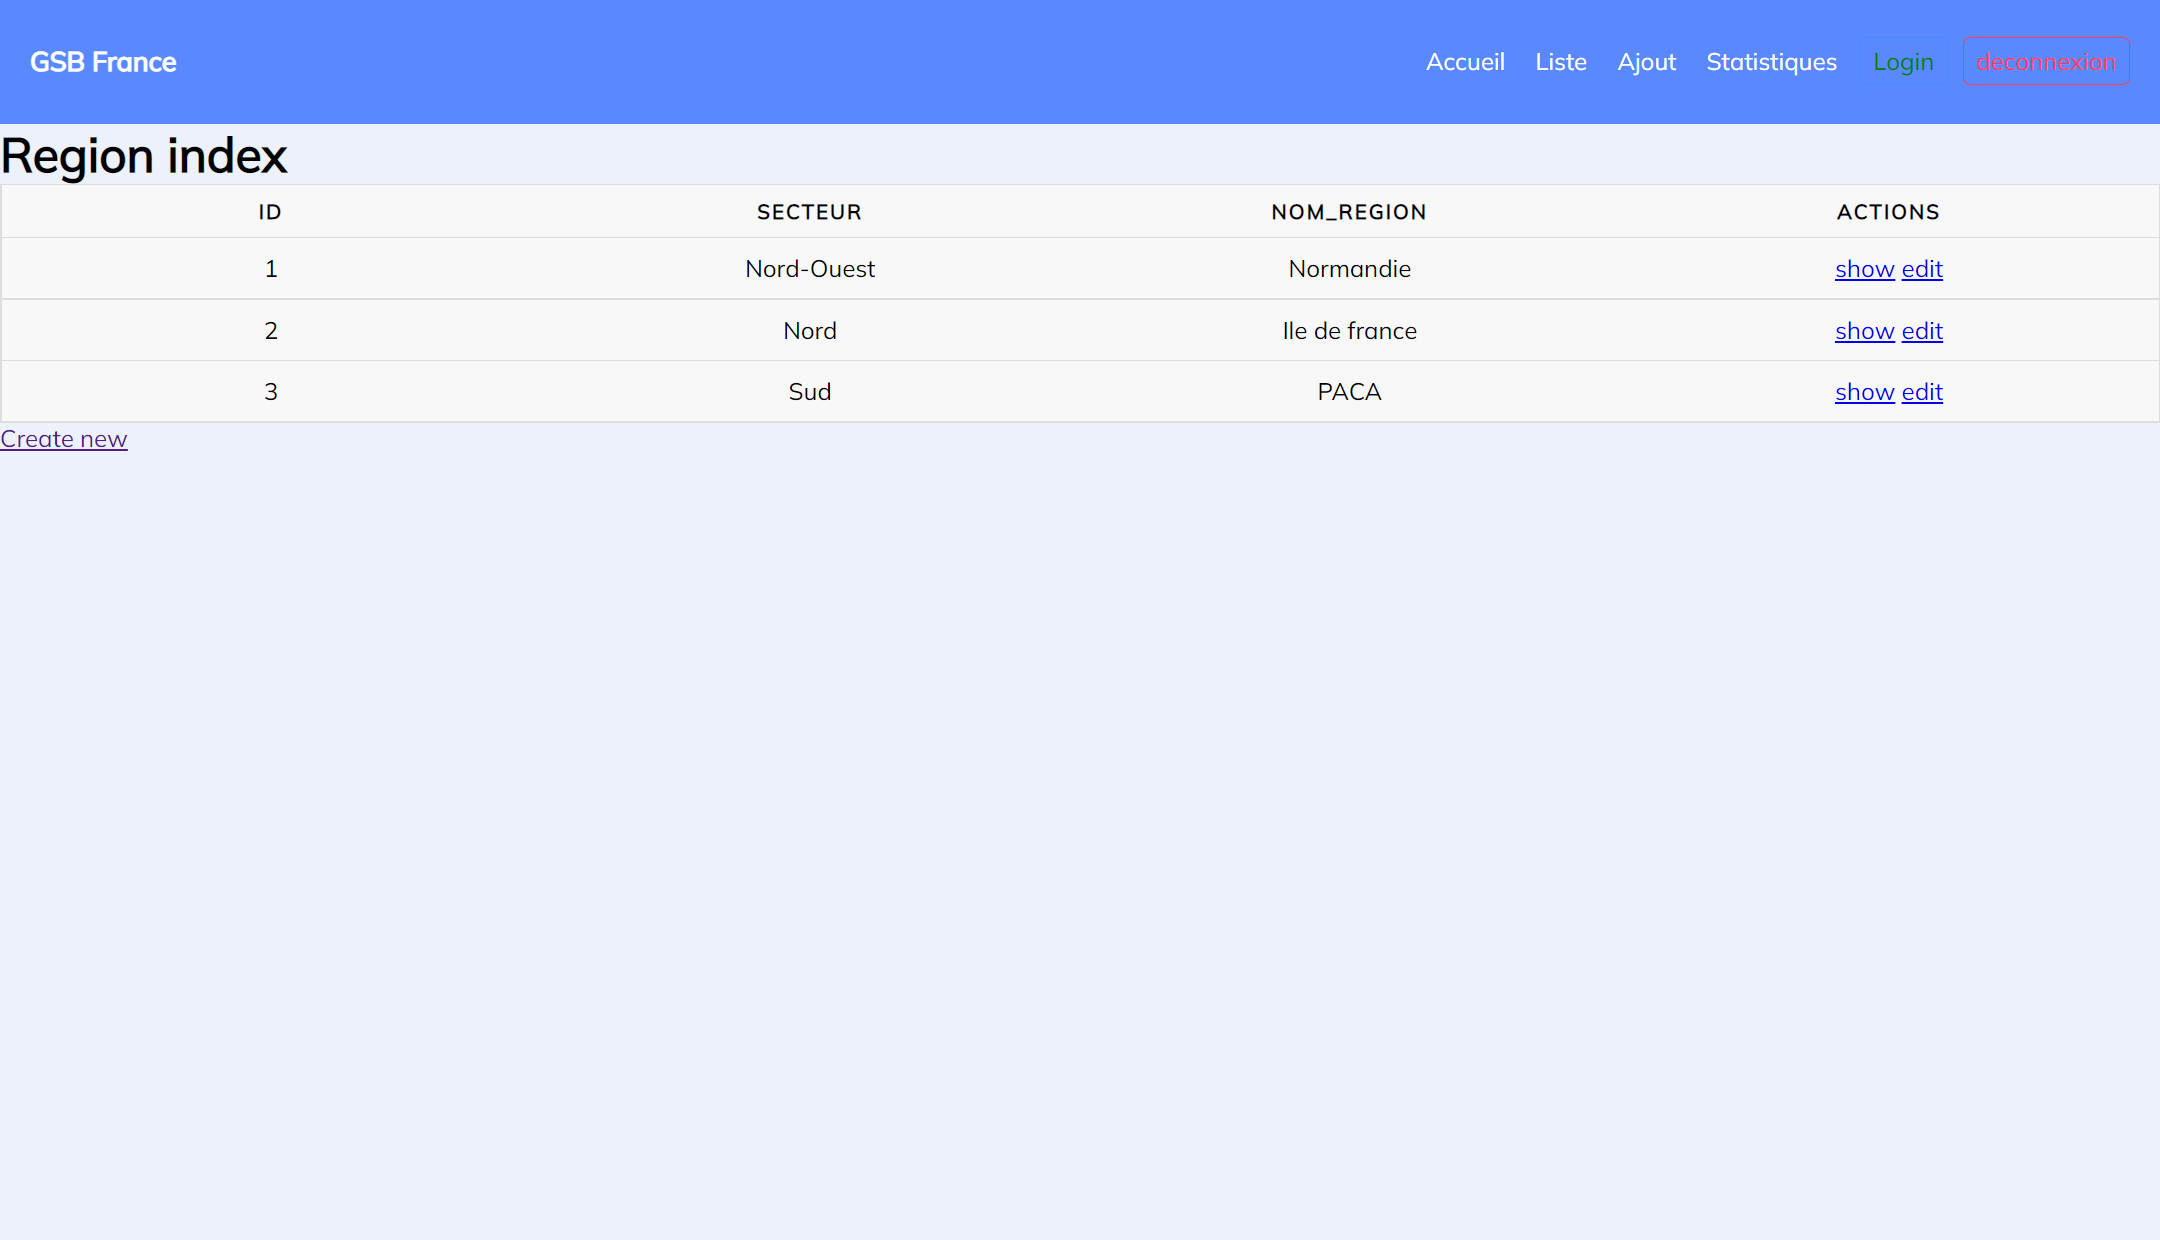 GSB France Accueil Liste Ajout Statistiques Login deconnexion
Region index
ID SECTEUR NOM_REGION ACTIONS
1 Nord-Ouest Normandie show edit
2 Nord Ile de france show edit
3 Sud PACA show edit
Create new